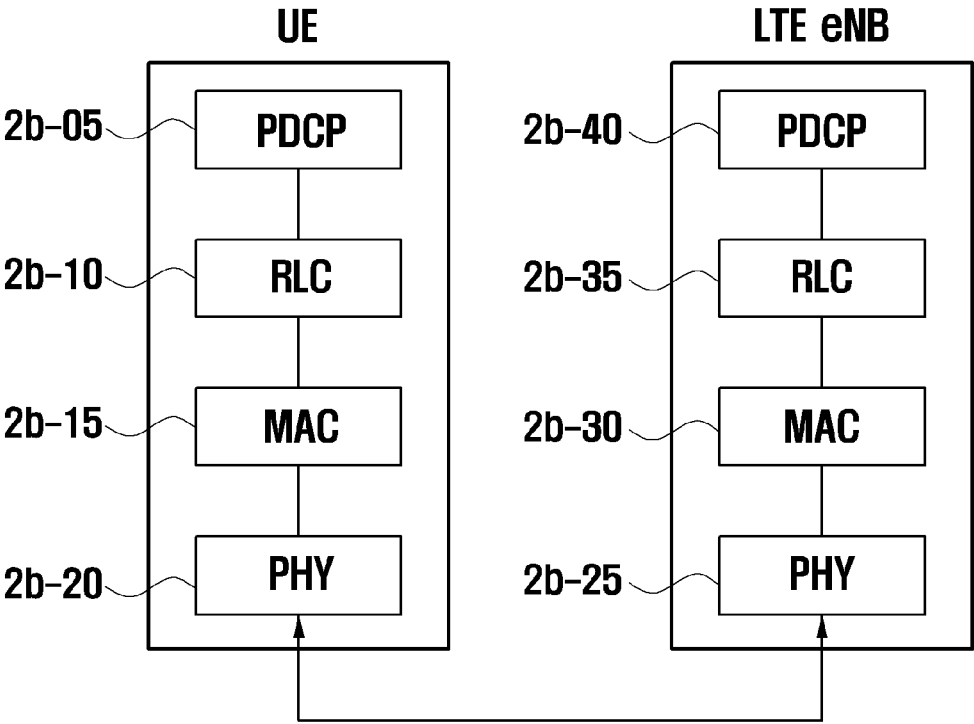 UE LTE eNB
2b-05 PDCP 2b-40 PDCP
2b-10 RLC 2b-35 RLC
2b-15 MAC 2b-30 MAC
2b-20 PHY 2b-25 PHY